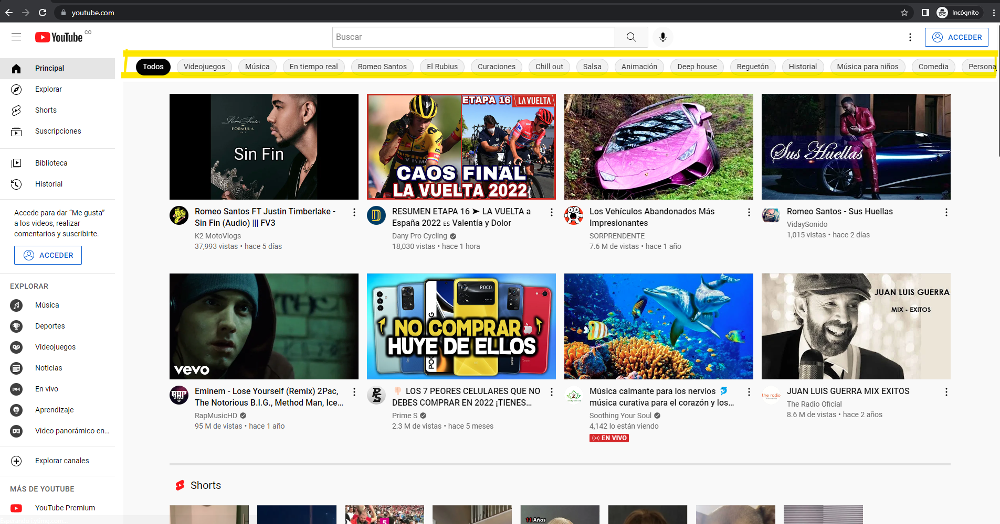 youtube.com
Incógnito
YouTube CO
Buscar
ACCEDER
Todos
Videojuegos
Música
En tiempo real
Romeo Santos
El Rubius
Curaciones
Chill out
Salsa
Animación
Deep house
Reguetón
Historial
Música para niños
Comedia
Persona
Principal
Explorar
Shorts
Suscripciones
Biblioteca
Historial
Accede para dar “Me gusta”
a los videos, realizar
comentarios y suscribirte.
ACCEDER
EXPLORAR
Música
Deportes
Videojuegos
Noticias
En vivo
Aprendizaje
Video panorámico en...
Explorar canales
MÁS DE YOUTUBE
YouTube Premium
Romeo Santos
FORMULA
Sin Fin
Romeo Santos FT Justin Timberlake -
Sin Fin (Audio) ||| FV3
K2 MotoVlogs
37,993 vistas • hace 5 días
ETAPA 16
LA VUELTA
CAOS FINAL
LA VUELTA 2022
RESUMEN ETAPA 16 ➤ LA VUELTA a
España 2022 ES Valentía y Dolor
Dany Pro Cycling
18,030 vistas • hace 1 hora
Los Vehículos Abandonados Más
Impresionantes
SORPRENDENTE
7.6 M de vistas • hace 1 año
Sus Huellas
Romeo Santos - Sus Huellas
VidaySonido
1,015 vistas • hace 2 días
vevo
RAP
MUSIC
Eminem - Lose Yourself (Remix) 2Pac,
The Notorious B.I.G., Method Man, Ice...
RapMusicHD
95 M de vistas • hace 1 año
POCO
NO COMPRAR
HUYE DE ELLOS
PS
👎🏻 LOS 7 PEORES CELULARES QUE NO
DEBES COMPRAR EN 2022 ¡TIENES...
Prime S
2.3 M de vistas • hace 5 meses
Música calmante para los nervios 🐬
música curativa para el corazón y los...
Soothing Your Soul
4,142 lo están viendo
EN VIVO
JUAN LUIS GUERRA
MIX - EXITOS
the radio
JUAN LUIS GUERRA MIX EXITOS
The Radio Oficial
8.6 M de vistas • hace 2 años
Shorts
5
11 Años